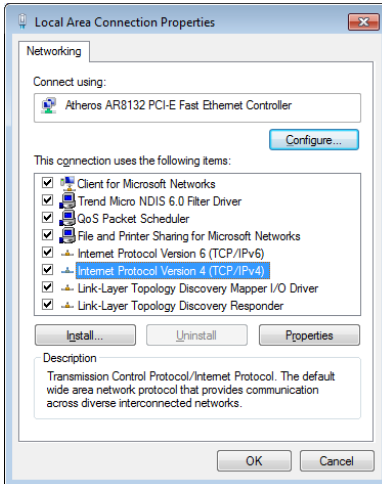 Local Area Connection Properties
Networking
Connect using:
Atheros AR8132 PCI-E Fast Ethernet Controller
Configure...
This connection uses the following items:
Client for Microsoft Networks
Trend Micro NDIS 6.0 Filter Driver
QoS Packet Scheduler
File and Printer Sharing for Microsoft Networks
Internet Protocol Version 6 (TCP/IPv6)
Internet Protocol Version 4 (TCP/IPv4)
Link-Layer Topology Discovery Mapper I/O Driver
Link-Layer Topology Discovery Responder
Install... Uninstall Properties
Description
Transmission Control Protocol/Internet Protocol. The default
wide area network protocol that provides communication
across diverse interconnected networks.
OK Cancel